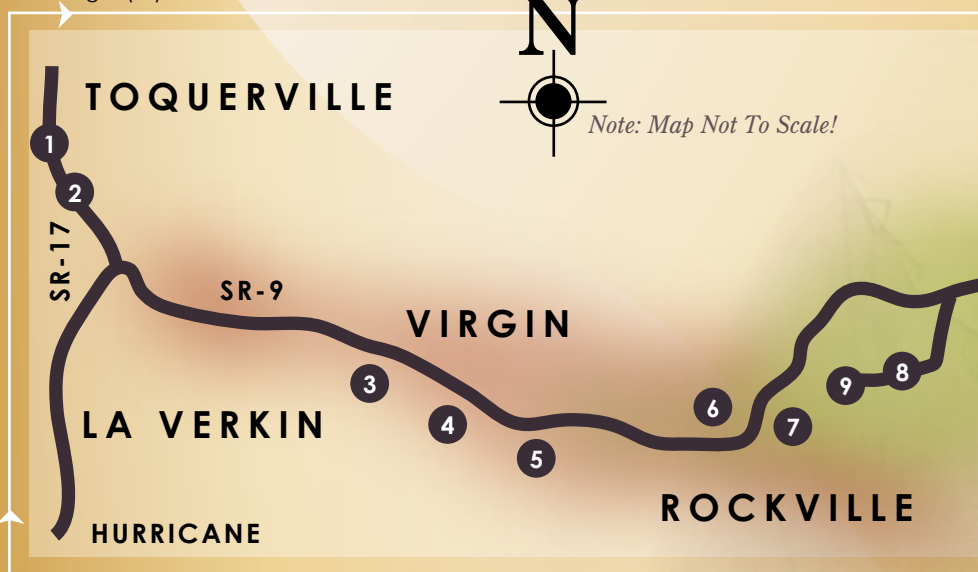 N
TOQUERVILLE
Note: Map Not To Scale!
1
2
SR-17
SR-9
VIRGIN
3
4
5
6
7
8
9
LA VERKIN
ROCKVILLE
HURRICANE